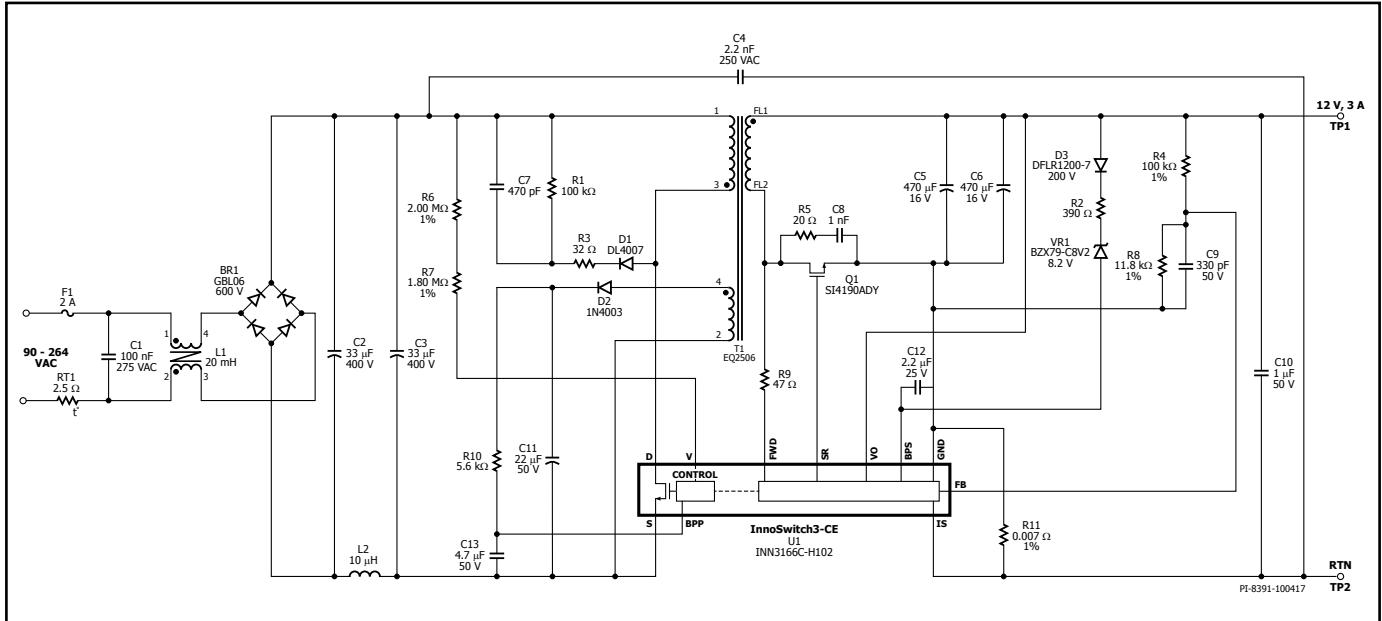 C4
2.2 nF
250 VAC
12 V, 3 A
TP1
1
FL1
3
FL2
C7
470 pF
R1
100 kΩ
R6
2.00 MΩ
1%
R3
32 Ω
D1
DL4007
R7
1.80 MΩ
1%
D2
1N4003
4
2
T1
EQ2506
BR1
GBL06
600 V
F1
2 A
90 - 264
VAC
C1
100 nF
275 VAC
RT1
2.5 Ω
t°
1
4
2
3
L1
20 mH
C2
33 µF
400 V
C3
33 µF
400 V
R5
20 Ω
C8
1 nF
Q1
SI4190ADY
C5
470 µF
16 V
C6
470 µF
16 V
D3
DFLR1200-7
200 V
R2
390 Ω
VR1
BZX79-C8V2
8.2 V
R4
100 kΩ
1%
R8
11.8 kΩ
1%
C9
330 pF
50 V
R9
47 Ω
C12
2.2 µF
25 V
C10
1 µF
50 V
R10
5.6 kΩ
C11
22 µF
50 V
D
V
FWD
SR
VO
BPS
GND
CONTROL
FB
S
BPP
IS
InnoSwitch3-CE
U1
INN3166C-H102
R11
0.007 Ω
1%
C13
4.7 µF
50 V
L2
10 µH
RTN
TP2
PI-8391-100417